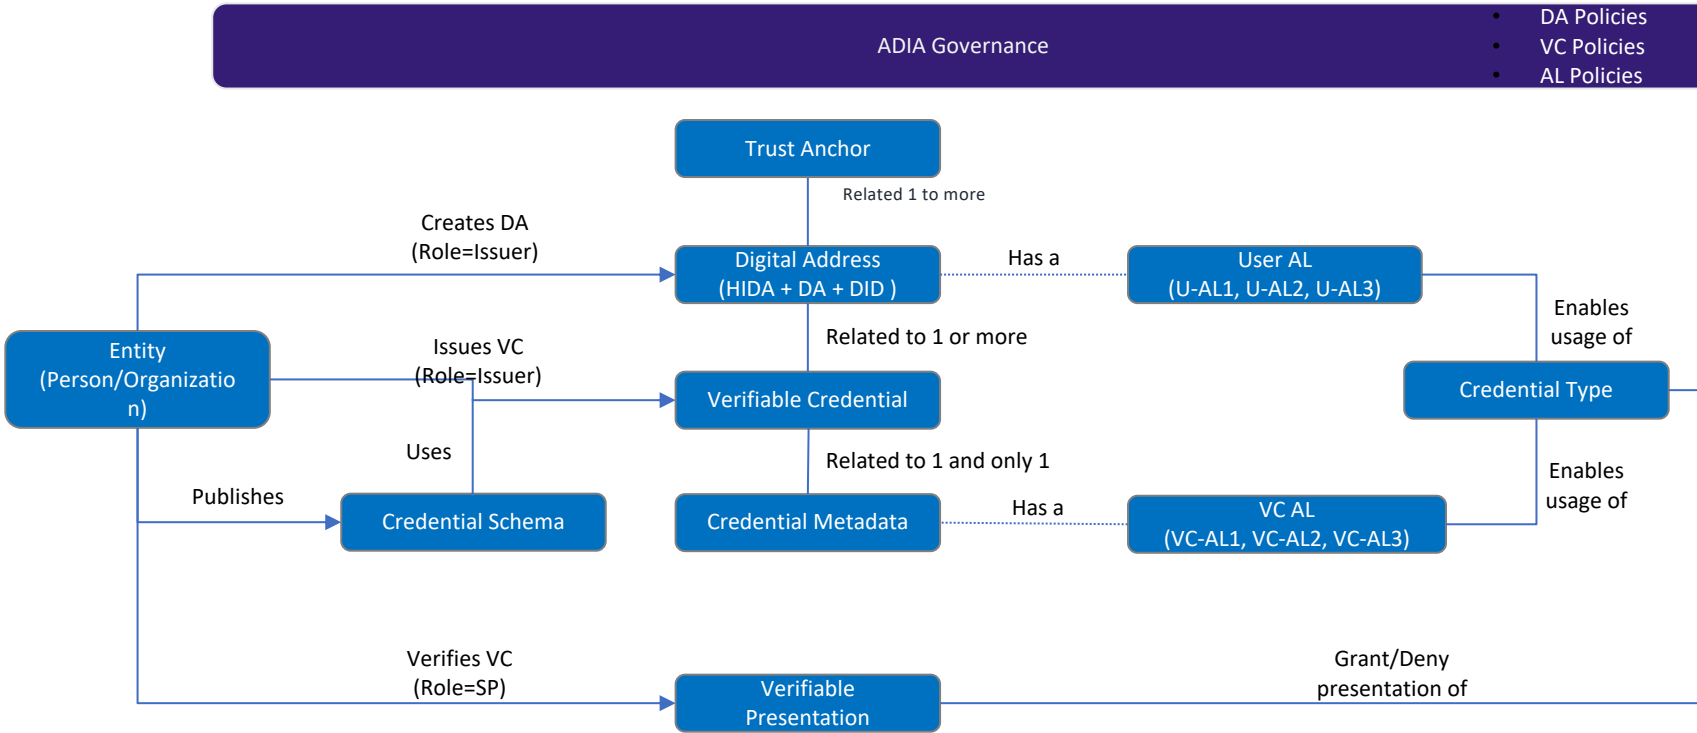 ADIA Governance
• DA Policies
• VC Policies
• AL Policies
Trust Anchor
Related 1 to more
Creates DA
(Role=Issuer)
Digital Address
(HIDA + DA + DID )
Has a
User AL
(U-AL1, U-AL2, U-AL3)
Enables
usage of
Related to 1 or more
Entity
(Person/Organizatio
n)
Issues VC
(Role=Issuer)
Verifiable Credential
Credential Type
Uses
Related to 1 and only 1
Enables
usage of
Publishes
Credential Schema
Credential Metadata
Has a
VC AL
(VC-AL1, VC-AL2, VC-AL3)
Verifies VC
(Role=SP)
Verifiable
Presentation
Grant/Deny
presentation of